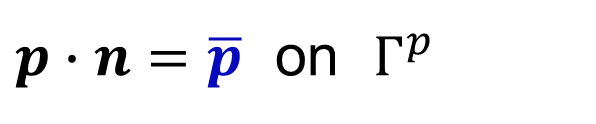 p · n = p̅ on Γᵖ